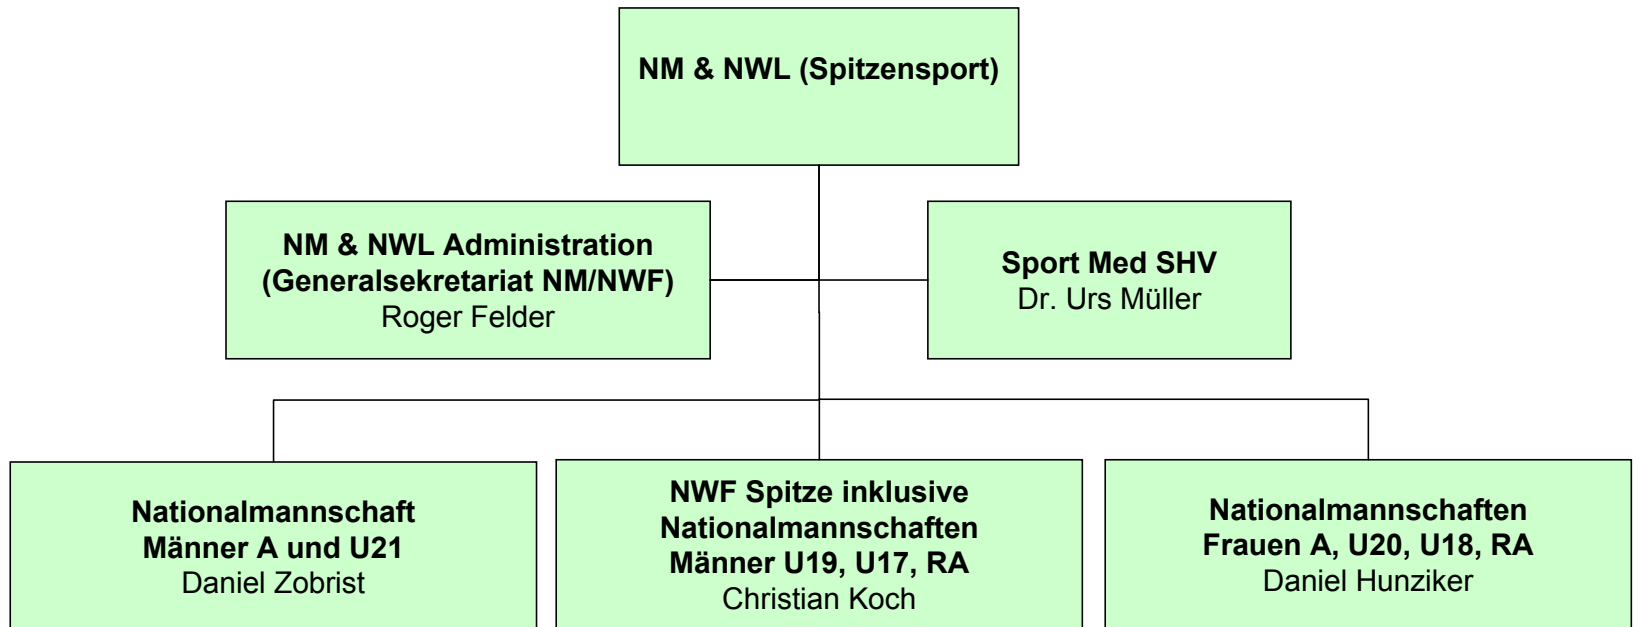 NM & NWL (Spitzensport)
NM & NWL Administration
(Generalsekretariat NM/NWF)
Roger Felder
Sport Med SHV
Dr. Urs Müller
Nationalmannschaft
Männer A und U21
Daniel Zobrist
NWF Spitze inklusive
Nationalmannschaften
Männer U19, U17, RA
Christian Koch
Nationalmannschaften
Frauen A, U20, U18, RA
Daniel Hunziker